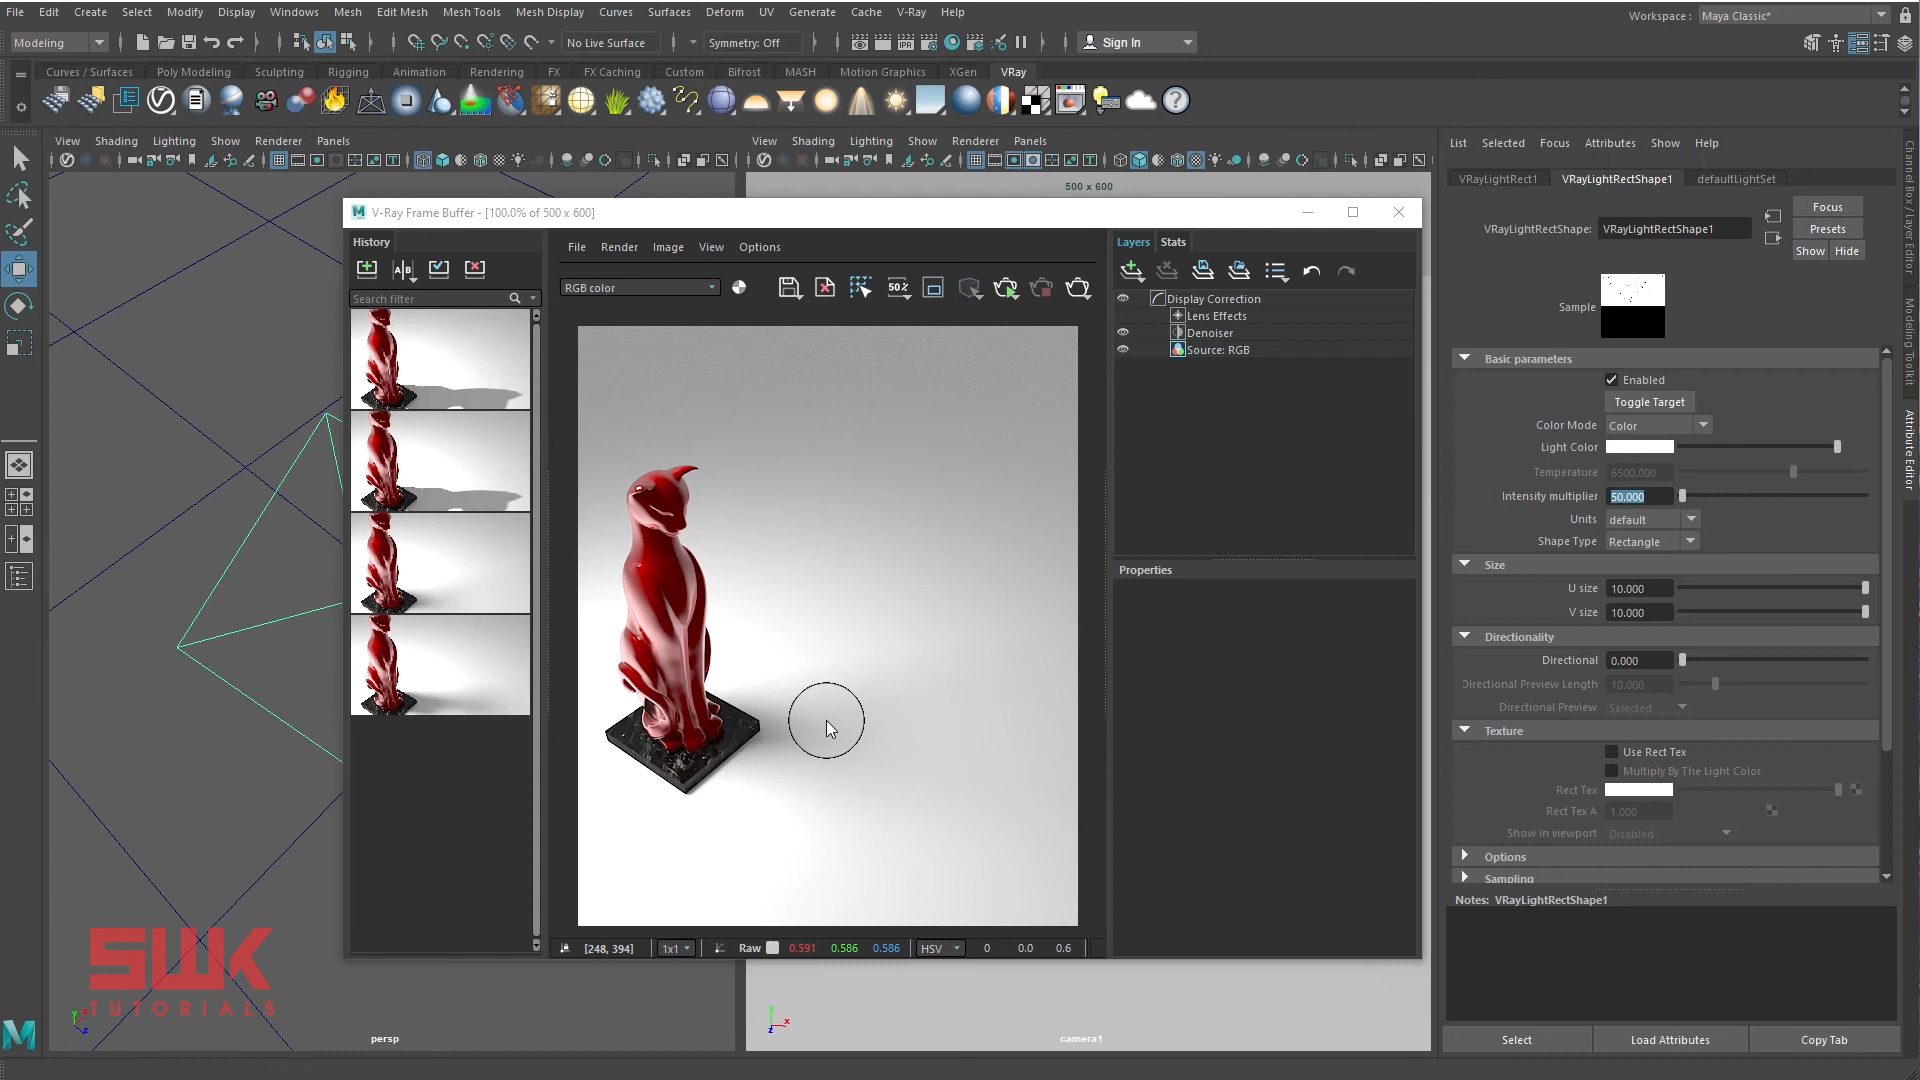 File Edit Create Select Modify Display Windows Mesh Edit Mesh Mesh Tools Mesh Display Curves Surfaces Deform UV Generate Cache V-Ray Help
Workspace : Maya Classic*
Modeling No Live Surface Symmetry: Off Sign In
Curves / Surfaces Poly Modeling Sculpting Rigging Animation Rendering FX FX Caching Custom Bifrost MASH Motion Graphics XGen VRay
View Shading Lighting Show Renderer Panels
View Shading Lighting Show Renderer Panels
500 x 600
V-Ray Frame Buffer - [100.0% of 500 x 600]
History
File Render Image View Options
Layers Stats
Search filter
RGB color
50%
A B
Display Correction
Lens Effects
Denoiser
Source: RGB
Properties
[248, 394] 1x1 Raw 0.591 0.586 0.586 HSV 0 0.0 0.6
SWK
TUTORIALS
persp
camera1
List Selected Focus Attributes Show Help
VRayLightRect1 VRayLightRectShape1 defaultLightSet
VRayLightRectShape: VRayLightRectShape1
Focus
Presets
Show Hide
Sample
Basic parameters
Enabled
Toggle Target
Color Mode Color
Light Color
Temperature 6500.000
Intensity multiplier 50.000
Units default
Shape Type Rectangle
Size
U size 10.000
V size 10.000
Directionality
Directional 0.000
Directional Preview Length 10.000
Directional Preview Selected
Texture
Use Rect Tex
Multiply By The Light Color
Rect Tex
Rect Tex A 1.000
Show in viewport Disabled
Options
Sampling
Notes: VRayLightRectShape1
Select Load Attributes Copy Tab
Channel Box / Layer Editor
Modeling Toolkit
Attribute Editor